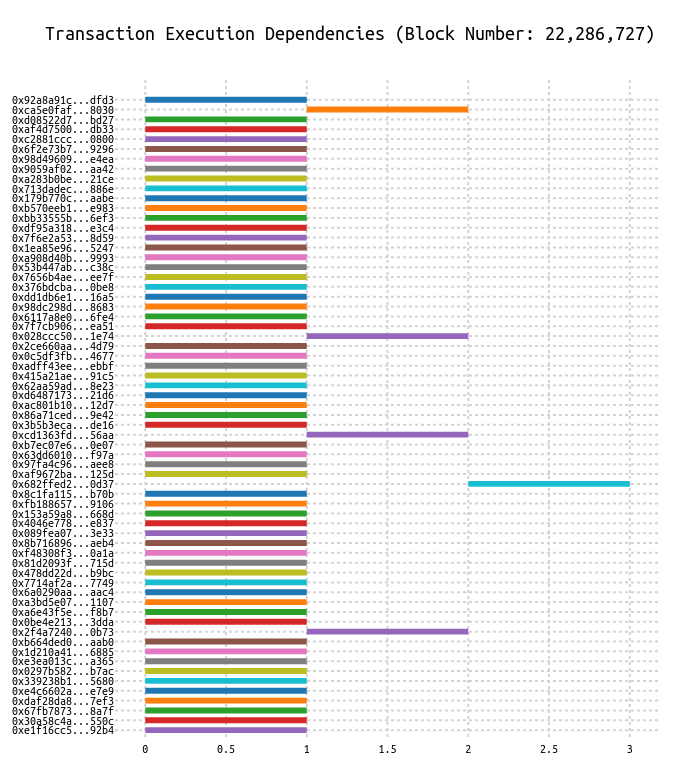 Transaction Execution Dependencies (Block Number: 22,286,727)
0x92a8a91c...dfd3
0xca5e0faf...8030
0xd08522d7...bd27
0xaf4d7500...db33
0xc2881ccc...0800
0x6f2e73b7...9296
0x98d49609...e4ea
0x9059af02...aa42
0xa283b0be...21ce
0x713dadec...886e
0x179b770c...aabe
0xb570eeb1...e983
0xbb33555b...6ef3
0xdf95a318...e3c4
0x7f6e2a53...8d59
0x1ea85e96...5247
0xa908d40b...9993
0x53b447ab...c38c
0x7656b4ae...ee7f
0x376bdcba...0be8
0xdd1db6e1...16a5
0x98dc298d...8683
0x6117a8e0...6fe4
0x7f7cb906...ea51
0x028ccc50...1e74
0x2ce660aa...4d79
0x0c5df3fb...4677
0xadff43ee...ebbf
0x415a21ae...91c5
0x62aa59ad...8e23
0xd6487173...21d6
0xac801b10...12d7
0x86a71ced...9e42
0x3b5b3eca...de16
0xcd1363fd...56aa
0xb7ec07e6...0e07
0x63dd6010...f97a
0x97fa4c96...aee8
0xaf9672ba...125d
0x682ffed2...0d37
0x8c1fa115...b70b
0xfb188657...9106
0x153a59a8...668d
0x4046e778...e837
0x089fea07...3e33
0x8b716896...aeb4
0xf48308f3...0a1a
0x81d2093f...715d
0x478dd22d...b9bc
0x7714af2a...7749
0x6a0290aa...aac4
0xa3bd5e07...1107
0xa6e43f5e...f8b7
0x0be4e213...3dda
0x2f4a7240...0b73
0xb664ded0...aab0
0x1d210a41...6885
0xe3ea013c...a365
0x0297b582...b7ac
0x339238b1...5680
0xe4c6602a...e7e9
0xdaf28da8...7ef3
0x67fb7873...8a7f
0x30a58c4a...550c
0xe1f16cc5...92b4
0 0.5 1 1.5 2 2.5 3